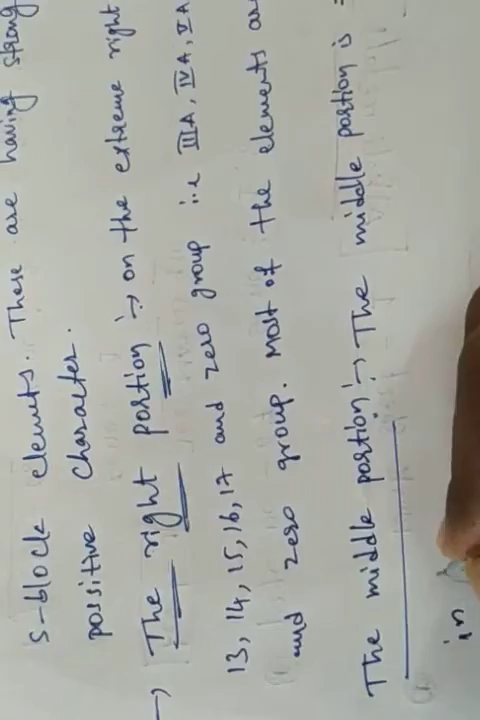 s-block elements. These are having strong
positive character.
→ The right portion :→ on the extreme right
13, 14, 15, 16, 17 and zero group i.e IIIA, IVA, VA
and zero group. Most of the elements are
The middle portion :→ The middle portion is
in